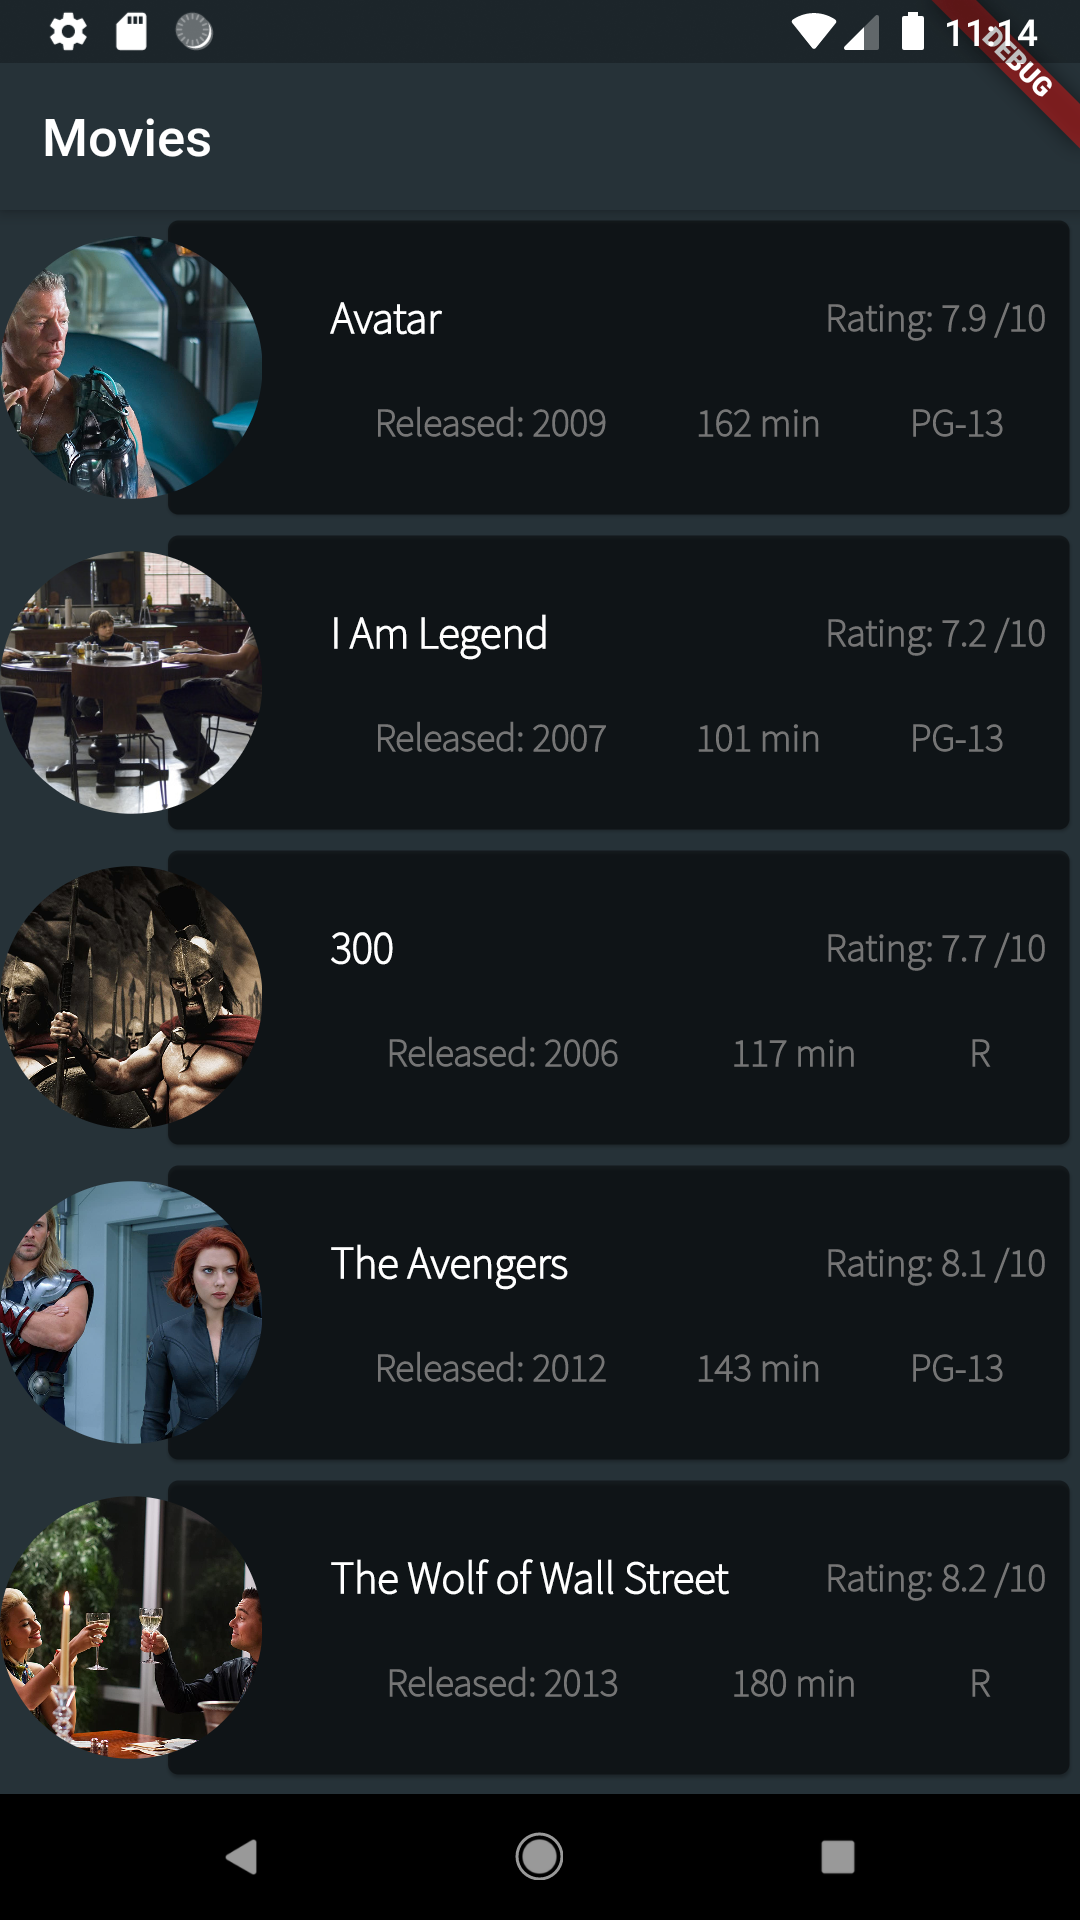 11:14
DEBUG
Movies
Avatar Rating: 7.9 /10
Released: 2009 162 min PG-13
I Am Legend Rating: 7.2 /10
Released: 2007 101 min PG-13
300 Rating: 7.7 /10
Released: 2006 117 min R
The Avengers Rating: 8.1 /10
Released: 2012 143 min PG-13
The Wolf of Wall Street Rating: 8.2 /10
Released: 2013 180 min R